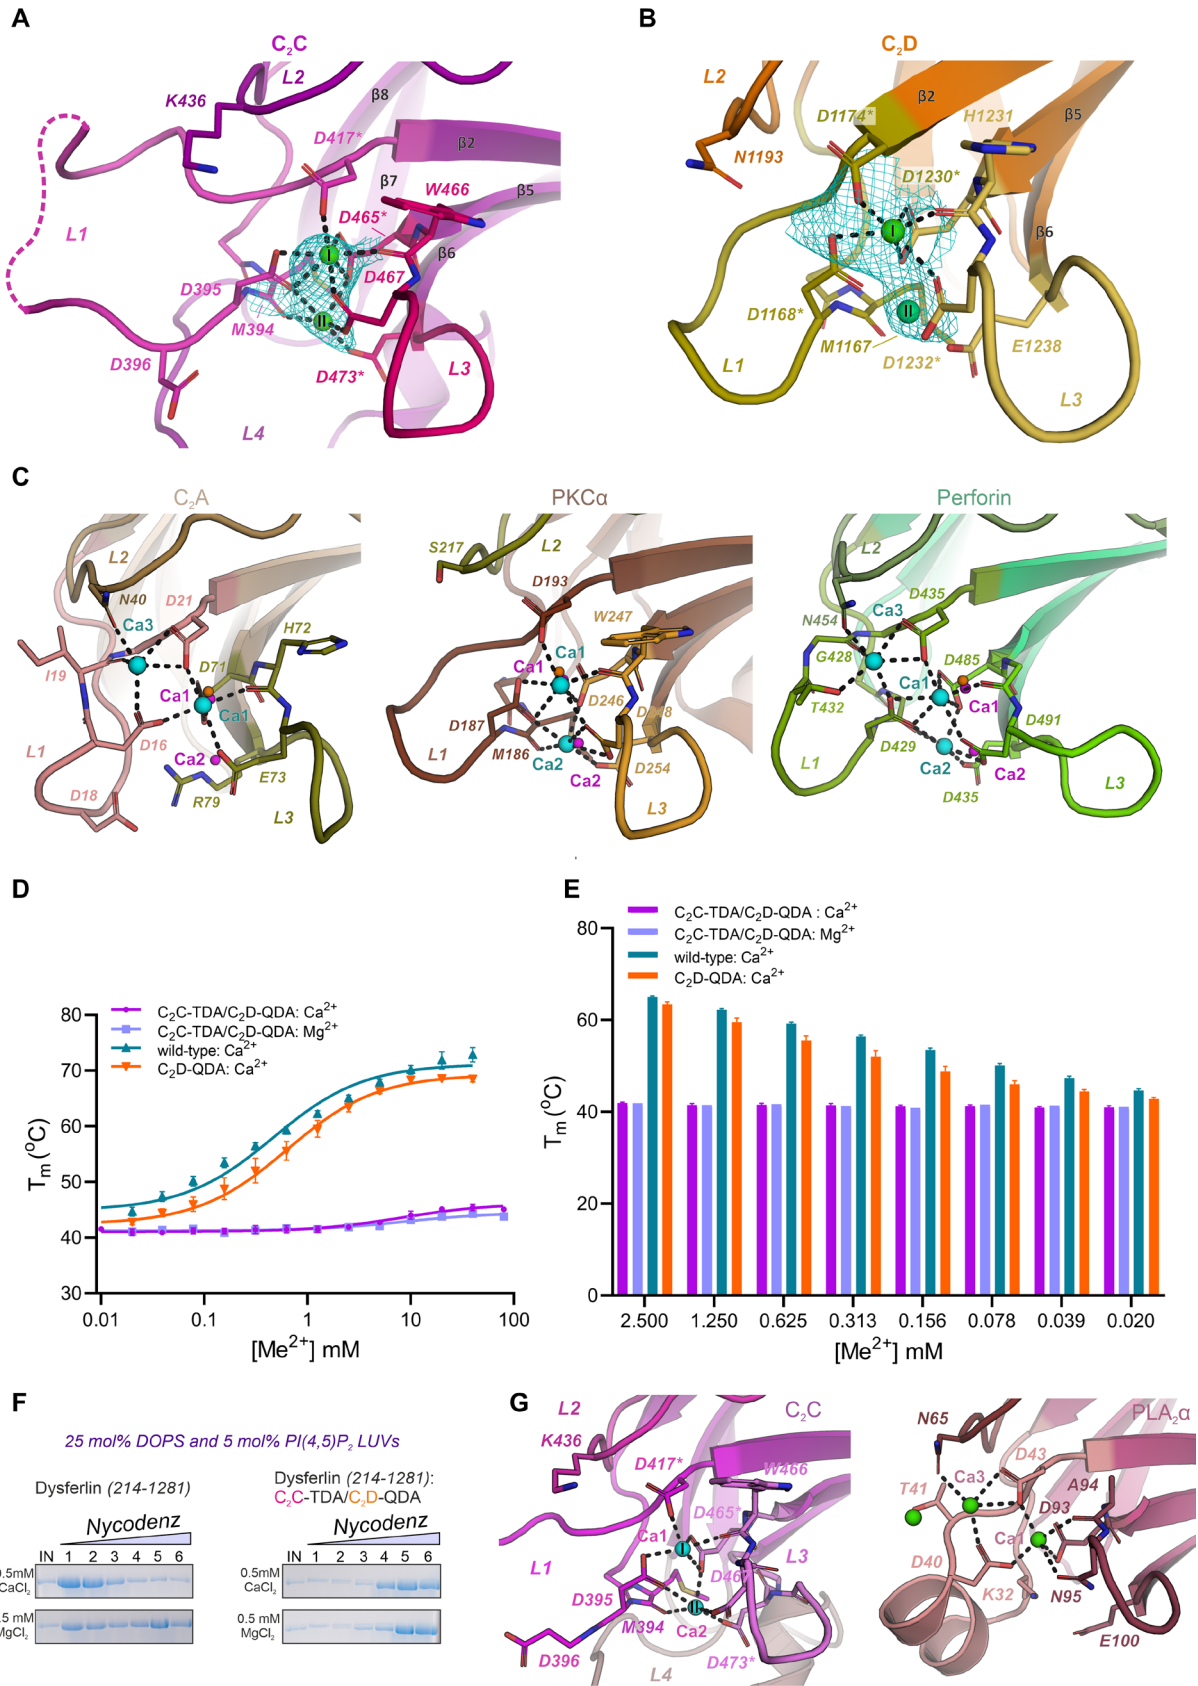 A
C₂C
L2
K436
β8
D417*
β2
β7
W466
β5
D465*
L1
I
β6
D467
D395
M394
II
D396
D473*
L3
L4
B
C₂D
L2
β2
D1174*
H1231
β5
N1193
D1230*
I
β6
D1168*
II
M1167
E1238
L1
D1232*
L3
C
C₂A
L2
N40
D21
Ca3
H72
I19
D71
Ca1
Ca1
L1
D16
Ca2
E73
D18
R79
L3
PKCα
S217
L2
D193
W247
Ca1
Ca1
D246
D187
L1
M186
Ca2
D254
Ca2
L3
Perforin
L2
D435
N454
Ca3
G428
D485
Ca1
Ca1
T432
D491
D429
L1
Ca2
Ca2
L3
D435
D
C₂C-TDA/C₂D-QDA: Ca²⁺
C₂C-TDA/C₂D-QDA: Mg²⁺
wild-type: Ca²⁺
C₂D-QDA: Ca²⁺
80
70
60
50
40
30
Tₘ (°C)
0.01 0.1 1 10 100
[Me²⁺] mM
E
C₂C-TDA/C₂D-QDA : Ca²⁺
C₂C-TDA/C₂D-QDA: Mg²⁺
wild-type: Ca²⁺
C₂D-QDA: Ca²⁺
80
60
40
20
0
Tₘ (°C)
2.500 1.250 0.625 0.313 0.156 0.078 0.039 0.020
[Me²⁺] mM
F
25 mol% DOPS and 5 mol% PI(4,5)P₂ LUVs
Dysferlin (214-1281)
Nycodenz
IN 1 2 3 4 5 6
0.5mM
CaCl₂
.5 mM
MgCl₂
Dysferlin (214-1281):
C₂C-TDA/C₂D-QDA
Nycodenz
IN 1 2 3 4 5 6
0.5mM
CaCl₂
0.5 mM
MgCl₂
G
C₂C
L2
K436
D417*
W466
D465*
Ca1
I
L1
L3
D467
D395
II
M394
Ca2
D396
D473*
L4
PLA₂α
N65
D43
Ca3
A94
T41
D93
Ca1
D40
K32
N95
E100